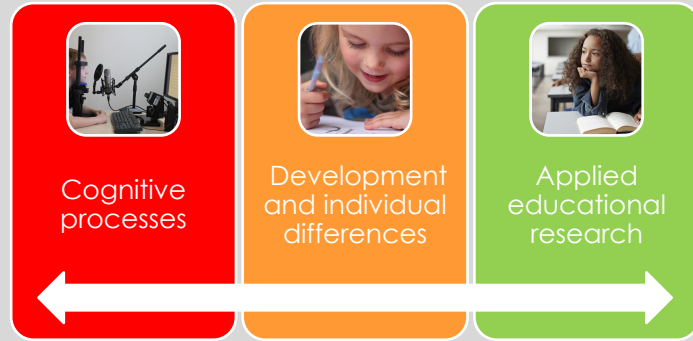 Cognitive
processes
Development
and individual
differences
Applied
educational
research